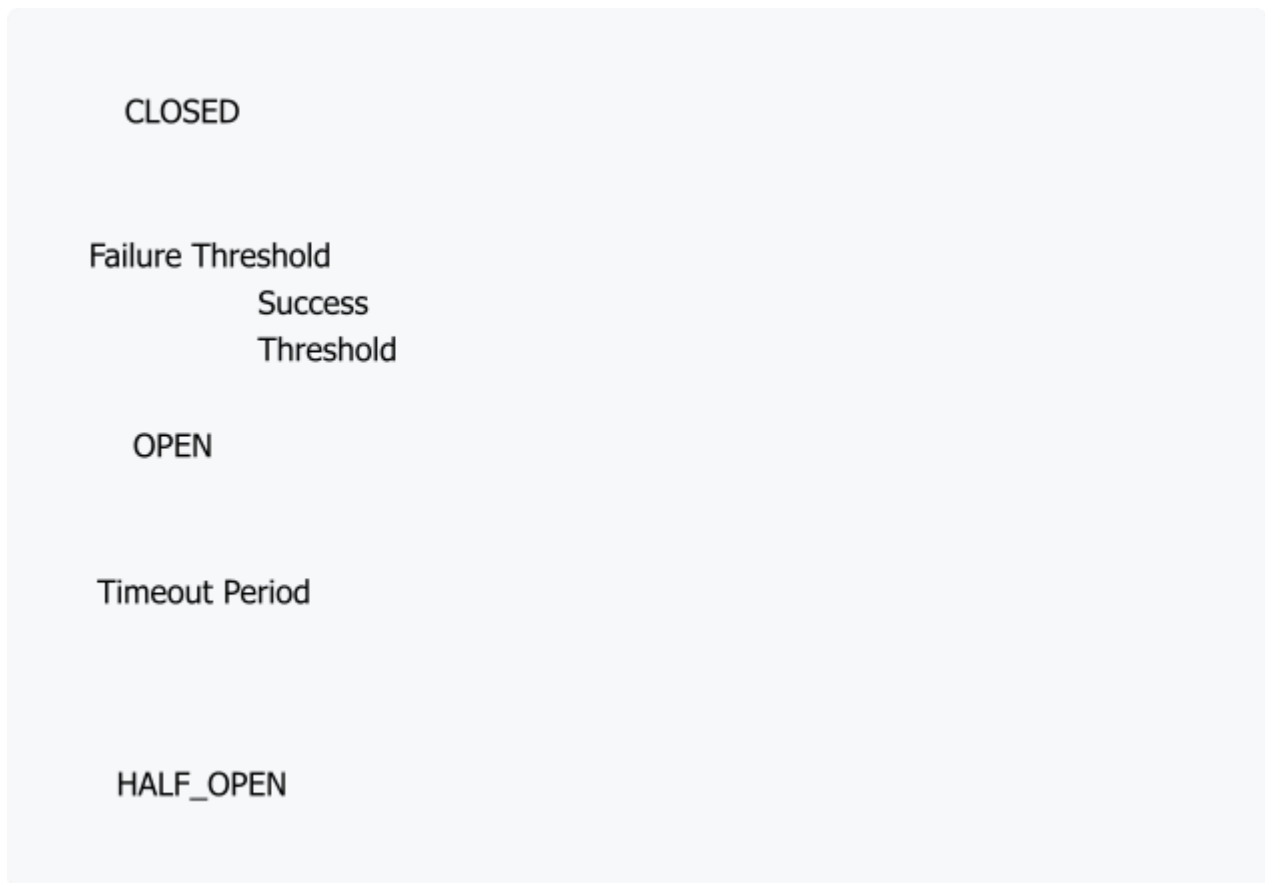 CLOSED
Failure Threshold
Success
Threshold
OPEN
Timeout Period
HALF_OPEN